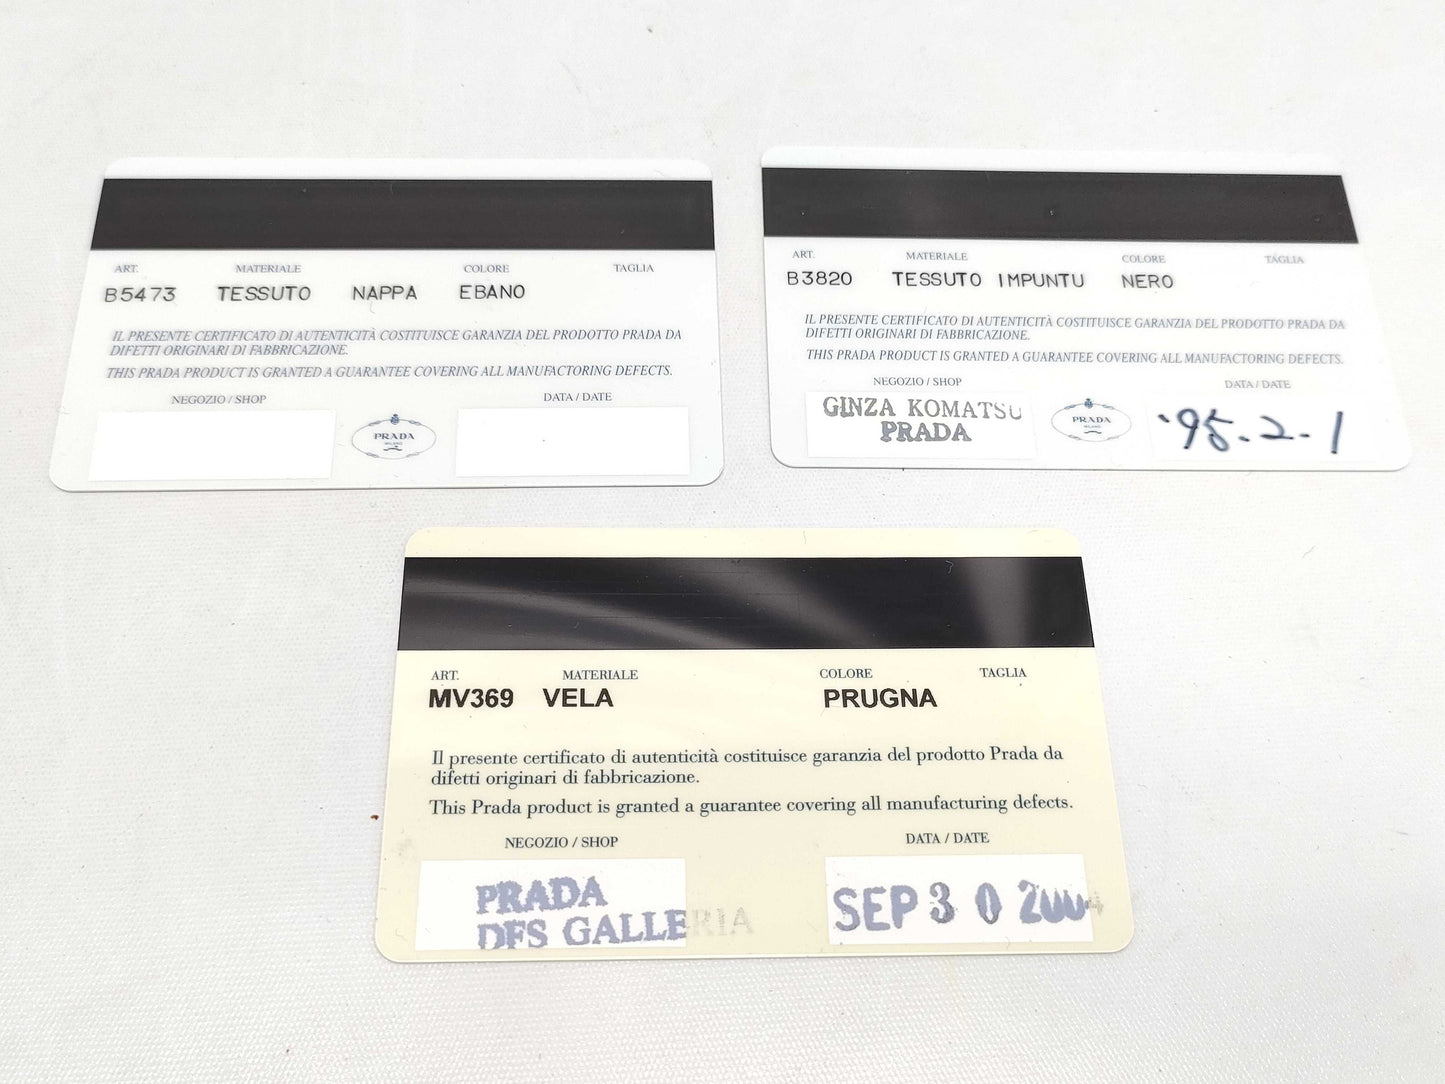 ART. MATERIALE COLORE TAGLIA
B5473 TESSUTO NAPPA EBANO
IL PRESENTE CERTIFICATO DI AUTENTICITÀ COSTITUISCE GARANZIA DEL PRODOTTO PRADA DA
DIFETTI ORIGINARI DI FABBRICAZIONE.
THIS PRADA PRODUCT IS GRANTED A GUARANTEE COVERING ALL MANUFACTORING DEFECTS.
NEGOZIO / SHOP DATA / DATE
PRADA
MILANO
ART. MATERIALE COLORE TAGLIA
B3820 TESSUTO IMPUNTU NERO
IL PRESENTE CERTIFICATO DI AUTENTICITÀ COSTITUISCE GARANZIA DEL PRODOTTO PRADA DA
DIFETTI ORIGINARI DI FABBRICAZIONE.
THIS PRADA PRODUCT IS GRANTED A GUARANTEE COVERING ALL MANUFACTORING DEFECTS.
NEGOZIO / SHOP DATA / DATE
GINZA KOMATSU
PRADA
PRADA
MILANO
'95.2.1
ART. MATERIALE COLORE TAGLIA
MV369 VELA PRUGNA
Il presente certificato di autenticità costituisce garanzia del prodotto Prada da
difetti originari di fabbricazione.
This Prada product is granted a guarantee covering all manufacturing defects.
NEGOZIO / SHOP DATA / DATE
PRADA
DFS GALLERIA
SEP 30 2004